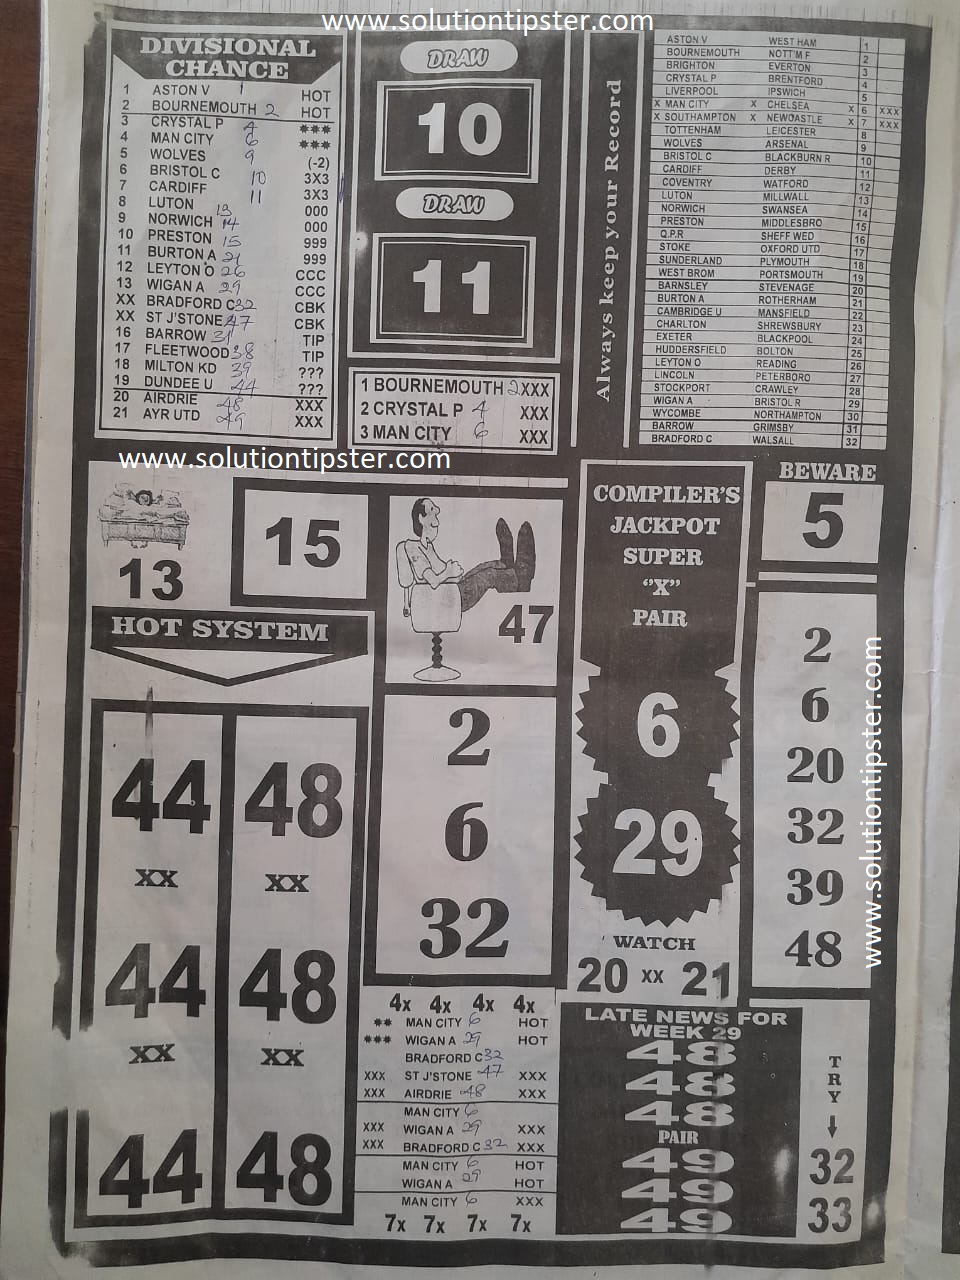 www.solutiontipster.com
DIVISIONAL
CHANCE
1 ASTON V 1 HOT
2 BOURNEMOUTH 2 HOT
3 CRYSTAL P 4 ***
4 MAN CITY 6 ***
5 WOLVES 9 (-2)
6 BRISTOL C 10 3X3
7 CARDIFF 11 3X3
8 LUTON 13 000
9 NORWICH 14 000
10 PRESTON 15 999
11 BURTON A 21 999
12 LEYTON O 26 CCC
13 WIGAN A 29 CCC
XX BRADFORD C 32 CBK
XX ST J'STONE 47 CBK
16 BARROW 31 TIP
17 FLEETWOOD 38 TIP
18 MILTON KD 39 ???
19 DUNDEE U 44 ???
20 AIRDRIE 48 XXX
21 AYR UTD 49 XXX
DRAW
10
DRAW
11
1 BOURNEMOUTH 2 XXX
2 CRYSTAL P 4 XXX
3 MAN CITY 6 XXX
Always keep your Record
ASTON V WEST HAM 1
BOURNEMOUTH NOTT'M F 2
BRIGHTON EVERTON 3
CRYSTAL P BRENTFORD 4
LIVERPOOL IPSWICH 5
X MAN CITY X CHELSEA X 6 XXX
X SOUTHAMPTON X NEWCASTLE X 7 XXX
TOTTENHAM LEICESTER 8
WOLVES ARSENAL 9
BRISTOL C BLACKBURN R 10
CARDIFF DERBY 11
COVENTRY WATFORD 12
LUTON MILLWALL 13
NORWICH SWANSEA 14
PRESTON MIDDLESBRO 15
Q.P.R SHEFF WED 16
STOKE OXFORD UTD 17
SUNDERLAND PLYMOUTH 18
WEST BROM PORTSMOUTH 19
BARNSLEY STEVENAGE 20
BURTON A ROTHERHAM 21
CAMBRIDGE U MANSFIELD 22
CHARLTON SHREWSBURY 23
EXETER BLACKPOOL 24
HUDDERSFIELD BOLTON 25
LEYTON O READING 26
LINCOLN PETERBORO 27
STOCKPORT CRAWLEY 28
WIGAN A BRISTOL R 29
WYCOMBE NORTHAMPTON 30
BARROW GRIMSBY 31
BRADFORD C WALSALL 32
www.solutiontipster.com
13
15
47
HOT SYSTEM
44 48
XX XX
44 48
XX XX
44 48
2
6
32
COMPILER'S
JACKPOT
SUPER
"X"
PAIR
6
29
WATCH
20 XX 21
BEWARE
5
2
6
20
32
39
48
www.solutiontipster.com
4x 4x 4x 4x
** MAN CITY 6 HOT
*** WIGAN A 29 HOT
BRADFORD C 32
XXX ST J'STONE 47 XXX
XXX AIRDRIE 48 XXX
MAN CITY 6
XXX WIGAN A 29 XXX
XXX BRADFORD C 32 XXX
MAN CITY 6 HOT
WIGAN A 29 HOT
MAN CITY 6 XXX
7x 7x 7x 7x
LATE NEWS FOR
WEEK 29
48
48
48
PAIR
49
49
49
TRY
32
33